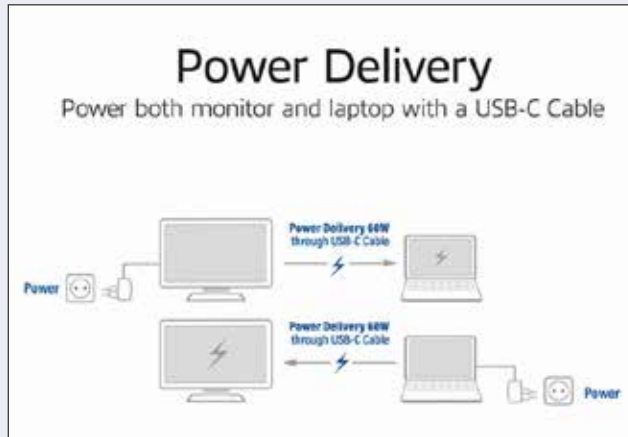 Power Delivery
Power both monitor and laptop with a USB-C Cable
Power Delivery 60W
through USB-C Cable
Power
Power Delivery 60W
through USB-C Cable
Power